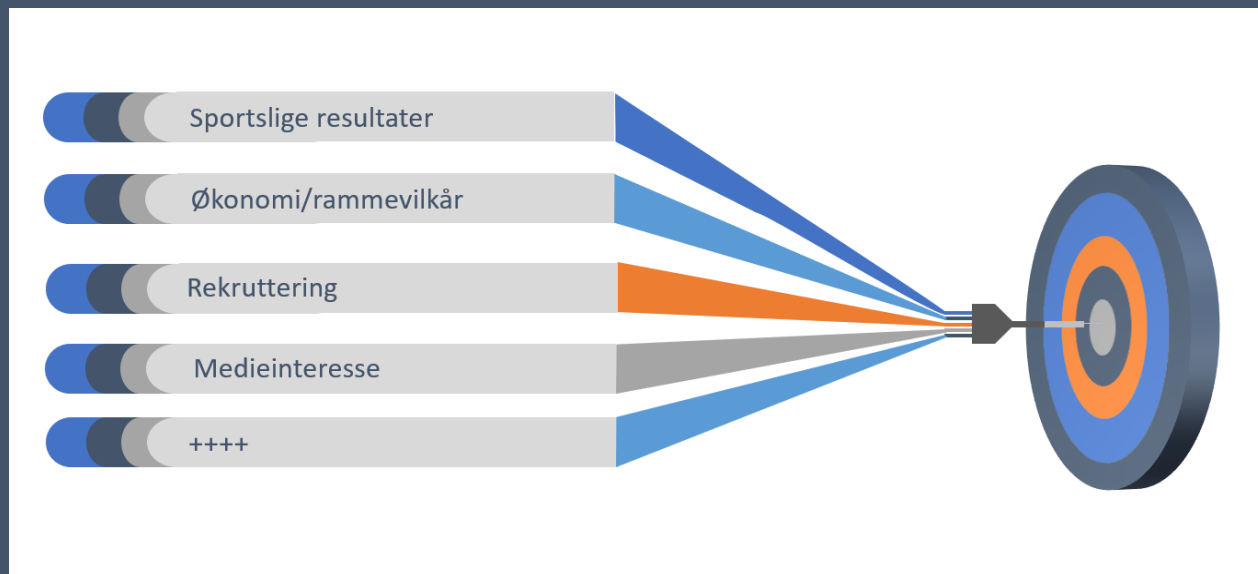 Sportslige resultater
Økonomi/rammevilkår
Rekruttering
Medieinteresse
++++